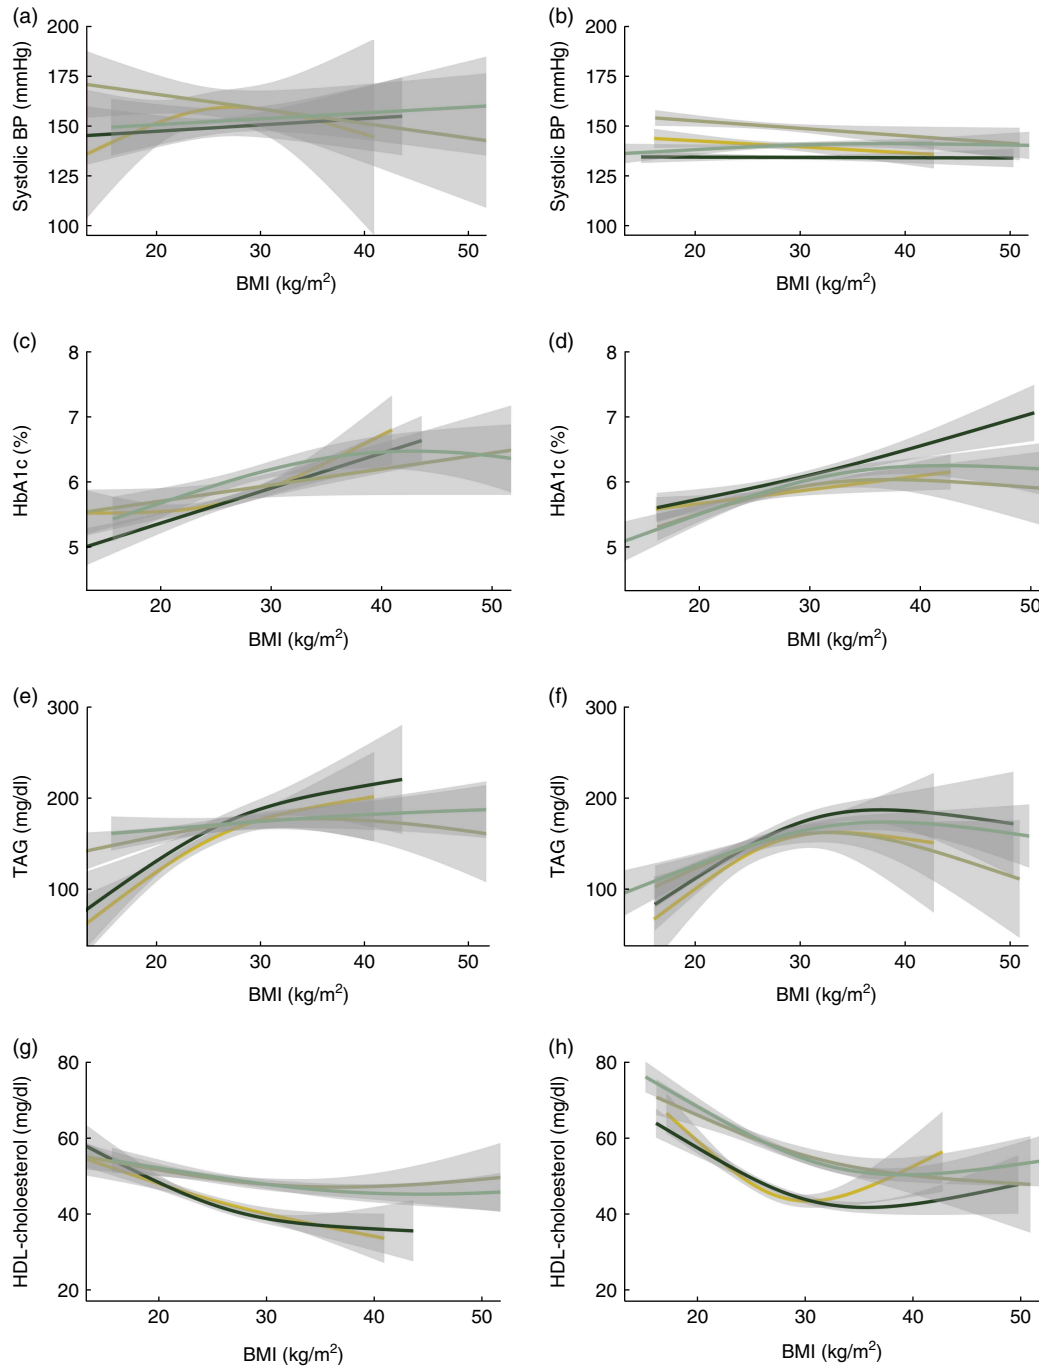 (a)
200
175
150
125
100
Systolic BP (mmHg)
20 30 40 50
BMI (kg/m²)
(b)
200
175
150
125
100
Systolic BP (mmHg)
20 30 40 50
BMI (kg/m²)
(c)
8
7
6
5
HbA1c (%)
20 30 40 50
BMI (kg/m²)
(d)
8
7
6
5
HbA1c (%)
20 30 40 50
BMI (kg/m²)
(e)
300
200
100
TAG (mg/dl)
20 30 40 50
BMI (kg/m²)
(f)
300
200
100
TAG (mg/dl)
20 30 40 50
BMI (kg/m²)
(g)
80
60
40
20
HDL-choloesterol (mg/dl)
20 30 40 50
BMI (kg/m²)
(h)
80
60
40
20
HDL-choloesterol (mg/dl)
20 30 40 50
BMI (kg/m²)